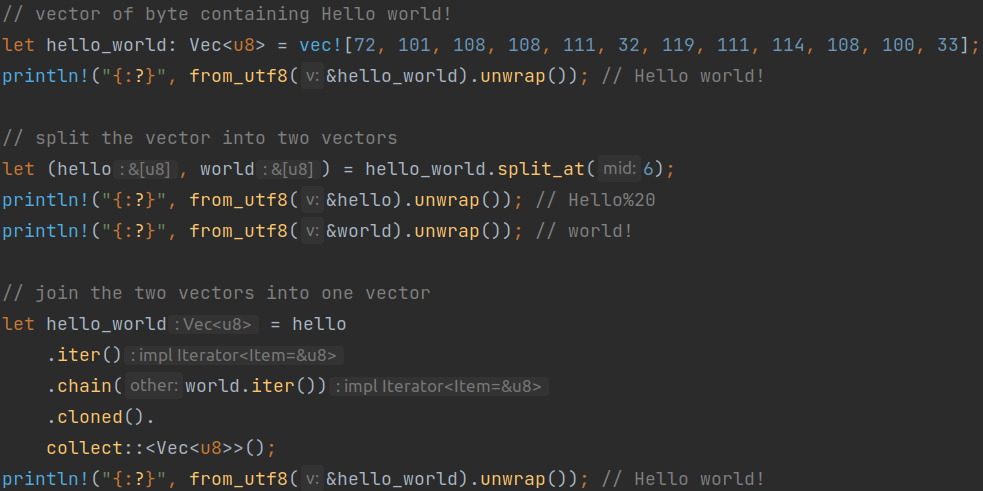 // vector of byte containing Hello world!
let hello_world: Vec<u8> = vec![72, 101, 108, 108, 111, 32, 119, 111, 114, 108, 100, 33];
println!("{:?}", from_utf8( v: &hello_world).unwrap()); // Hello world!
// split the vector into two vectors
let (hello : &[u8] , world : &[u8] ) = hello_world.split_at( mid: 6);
println!("{:?}", from_utf8( v: &hello).unwrap()); // Hello%20
println!("{:?}", from_utf8( v: &world).unwrap()); // world!
// join the two vectors into one vector
let hello_world : Vec<u8> = hello
.iter() : impl Iterator<Item=&u8>
.chain( other: world.iter()) : impl Iterator<Item=&u8>
.cloned().
collect::<Vec<u8>>();
println!("{:?}", from_utf8( v: &hello_world).unwrap()); // Hello world!